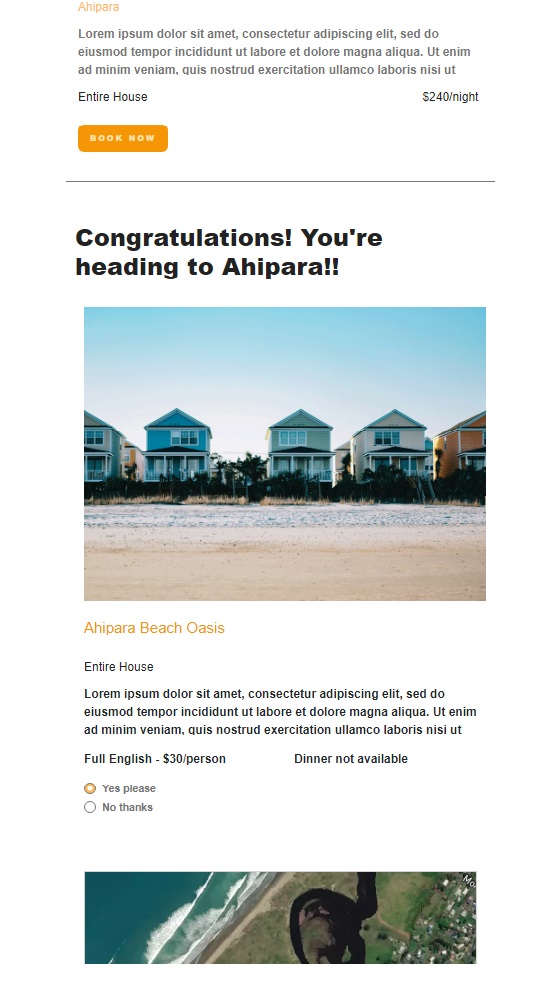 Ahipara
Lorem ipsum dolor sit amet, consectetur adipiscing elit, sed do
eiusmod tempor incididunt ut labore et dolore magna aliqua. Ut enim
ad minim veniam, quis nostrud exercitation ullamco laboris nisi ut
Entire House $240/night
BOOK NOW
Congratulations! You're
heading to Ahipara!!
Ahipara Beach Oasis
Entire House
Lorem ipsum dolor sit amet, consectetur adipiscing elit, sed do
eiusmod tempor incididunt ut labore et dolore magna aliqua. Ut enim
ad minim veniam, quis nostrud exercitation ullamco laboris nisi ut
Full English - $30/person Dinner not available
Yes please
No thanks